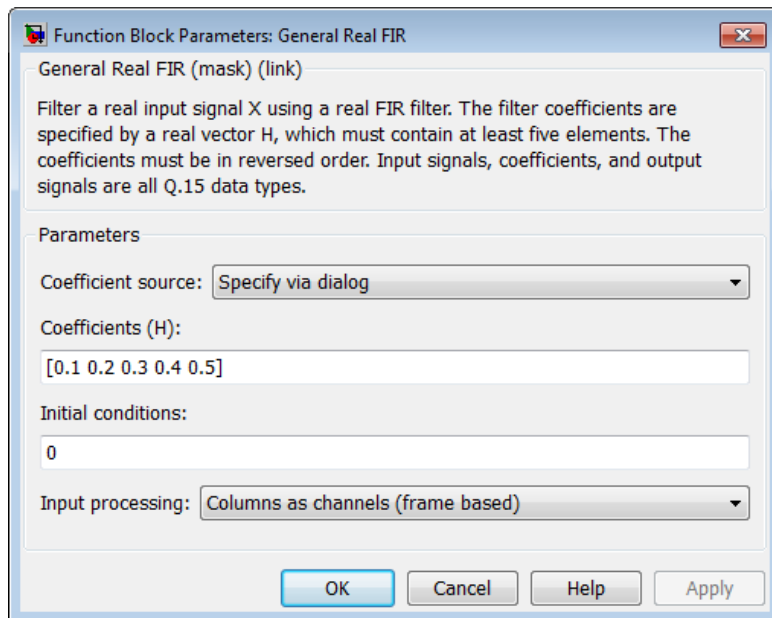 Function Block Parameters: General Real FIR
General Real FIR (mask) (link)
Filter a real input signal X using a real FIR filter. The filter coefficients are
specified by a real vector H, which must contain at least five elements. The
coefficients must be in reversed order. Input signals, coefficients, and output
signals are all Q.15 data types.
Parameters
Coefficient source: Specify via dialog
Coefficients (H):
[0.1 0.2 0.3 0.4 0.5]
Initial conditions:
0
Input processing: Columns as channels (frame based)
OK Cancel Help Apply